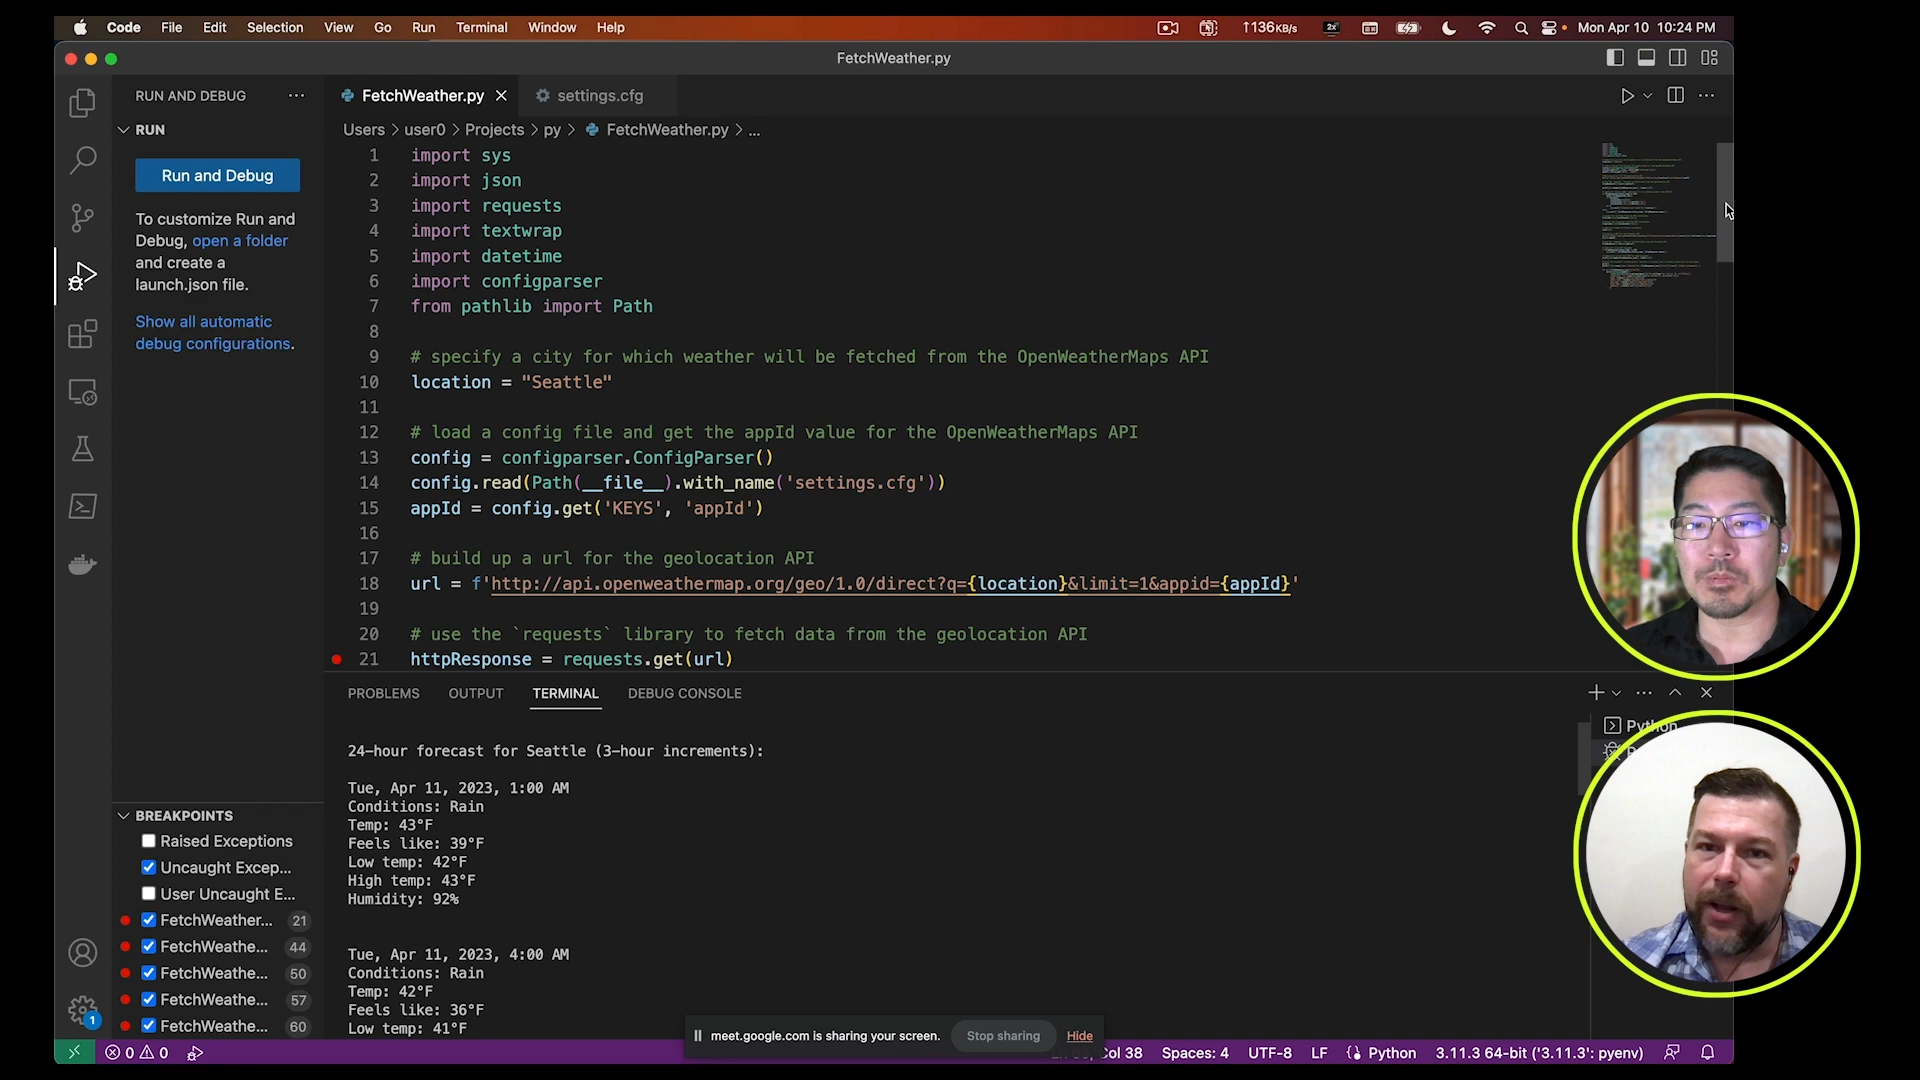 Code File Edit Selection View Go Run Terminal Window Help ↑136KB/s 2x Mon Apr 10 10:24 PM
FetchWeather.py
RUN AND DEBUG ···
FetchWeather.py settings.cfg
RUN
Users > user0 > Projects > py > FetchWeather.py > ...
Run and Debug
To customize Run and
Debug, open a folder
and create a
launch.json file.
Show all automatic
debug configurations.
1 import sys
2 import json
3 import requests
4 import textwrap
5 import datetime
6 import configparser
7 from pathlib import Path
8
9 # specify a city for which weather will be fetched from the OpenWeatherMaps API
10 location = "Seattle"
11
12 # load a config file and get the appId value for the OpenWeatherMaps API
13 config = configparser.ConfigParser()
14 config.read(Path(__file__).with_name('settings.cfg'))
15 appId = config.get('KEYS', 'appId')
16
17 # build up a url for the geolocation API
18 url = f'http://api.openweathermap.org/geo/1.0/direct?q={location}&limit=1&appid={appId}'
19
20 # use the `requests` library to fetch data from the geolocation API
21 httpResponse = requests.get(url)
PROBLEMS OUTPUT TERMINAL DEBUG CONSOLE
Python
24-hour forecast for Seattle (3-hour increments):
Tue, Apr 11, 2023, 1:00 AM
Conditions: Rain
Temp: 43°F
Feels like: 39°F
Low temp: 42°F
High temp: 43°F
Humidity: 92%
Tue, Apr 11, 2023, 4:00 AM
Conditions: Rain
Temp: 42°F
Feels like: 36°F
Low temp: 41°F
BREAKPOINTS
Raised Exceptions
Uncaught Excep...
User Uncaught E...
FetchWeather... 21
FetchWeathe... 44
FetchWeathe... 50
FetchWeathe... 57
FetchWeathe... 60
1
meet.google.com is sharing your screen. Stop sharing Hide
0 0 Col 38 Spaces: 4 UTF-8 LF Python 3.11.3 64-bit ('3.11.3': pyenv)